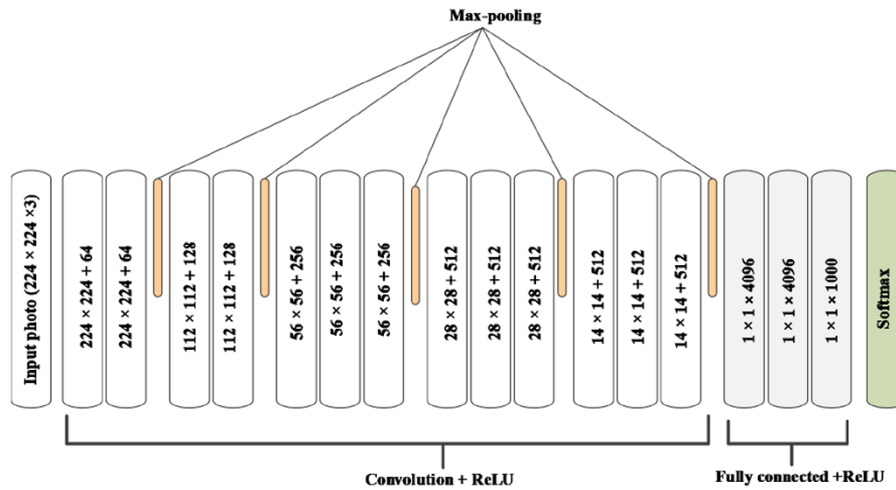 Max-pooling
Input photo (224 × 224 ×3)
224 × 224 + 64
224 × 224 + 64
112 × 112 + 128
112 × 112 + 128
56 × 56 + 256
56 × 56 + 256
56 × 56 + 256
28 × 28 + 512
28 × 28 + 512
28 × 28 + 512
14 × 14 + 512
14 × 14 + 512
14 × 14 + 512
1 × 1 × 4096
1 × 1 × 4096
1 × 1 × 1000
Softmax
Convolution + ReLU
Fully connected +ReLU